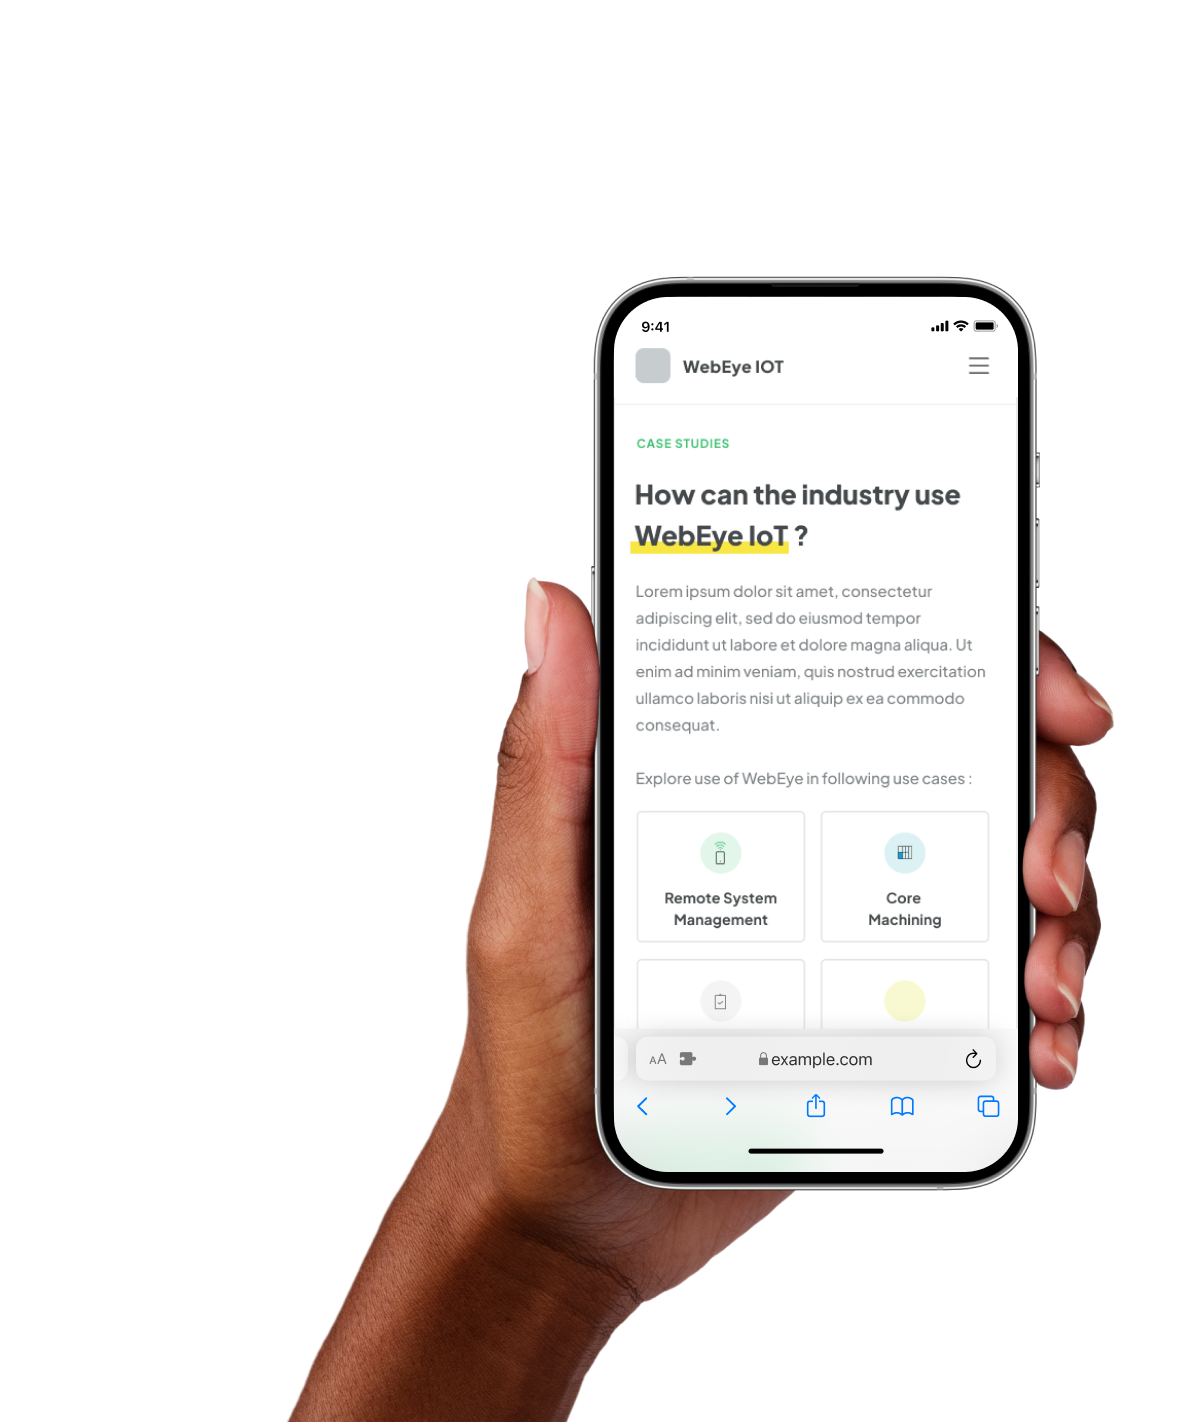 9:41
WebEye IOT
CASE STUDIES
How can the industry use
WebEye IoT ?
Lorem ipsum dolor sit amet, consectetur
adipiscing elit, sed do eiusmod tempor
incididunt ut labore et dolore magna aliqua. Ut
enim ad minim veniam, quis nostrud exercitation
ullamco laboris nisi ut aliquip ex ea commodo
consequat.
Explore use of WebEye in following use cases :
Remote System
Management
Core
Machining
AA
example.com